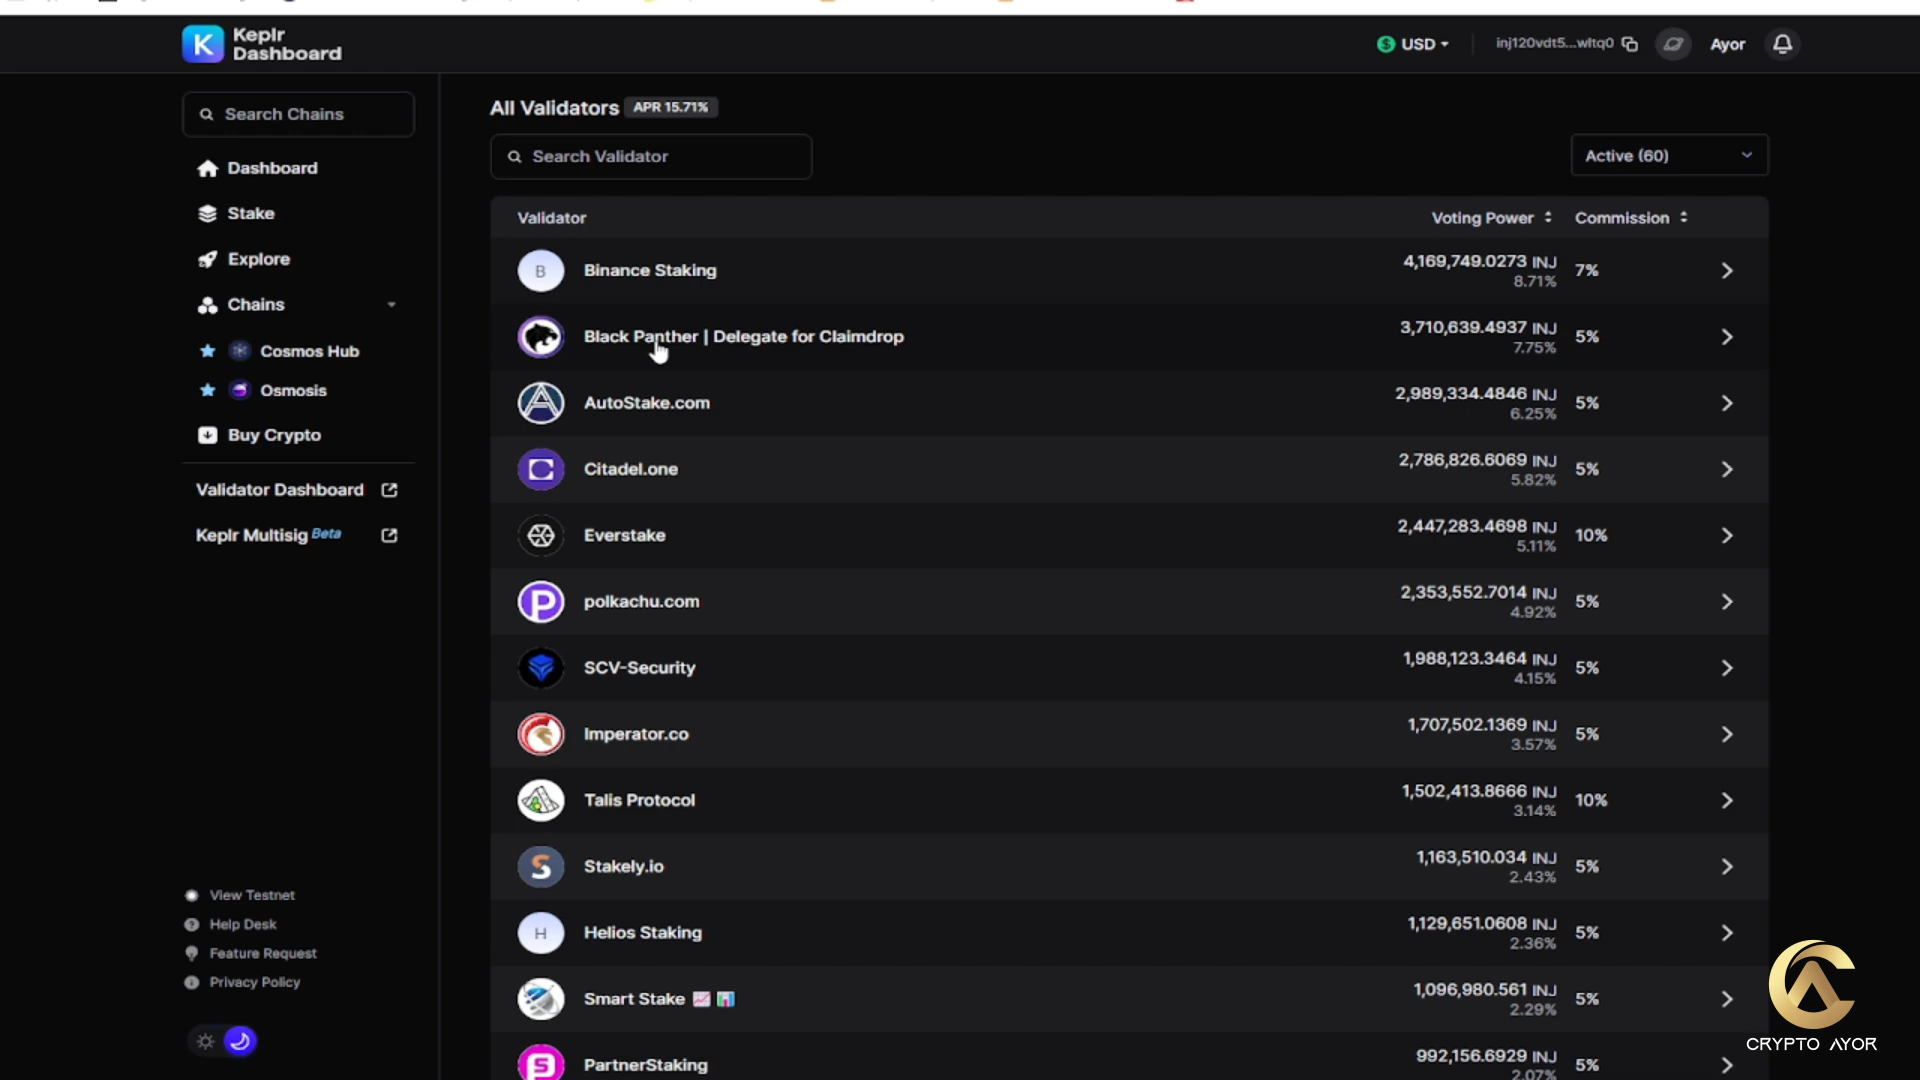 Keplr
Dashboard
USD
inj120vdt5...wltq0
Ayor
Search Chains
Dashboard
Stake
Explore
Chains
Cosmos Hub
Osmosis
Buy Crypto
Validator Dashboard
Keplr Multisig Beta
View Testnet
Help Desk
Feature Request
Privacy Policy
All Validators APR 15.71%
Search Validator
Active (60)
Validator Voting Power Commission
B Binance Staking 4,169,749.0273 INJ 7%
8.71%
Black Panther | Delegate for Claimdrop 3,710,639.4937 INJ 5%
7.75%
AutoStake.com 2,989,334.4846 INJ 5%
6.25%
Citadel.one 2,786,826.6069 INJ 5%
5.82%
Everstake 2,447,283.4698 INJ 10%
5.11%
polkachu.com 2,353,552.7014 INJ 5%
4.92%
SCV-Security 1,988,123.3464 INJ 5%
4.15%
Imperator.co 1,707,502.1369 INJ 5%
3.57%
Talis Protocol 1,502,413.8666 INJ 10%
3.14%
Stakely.io 1,163,510.034 INJ 5%
2.43%
H Helios Staking 1,129,651.0608 INJ 5%
2.36%
Smart Stake 1,096,980.561 INJ 5%
2.29%
PartnerStaking 992,156.6929 INJ 5%
2.07%
CRYPTO AYOR